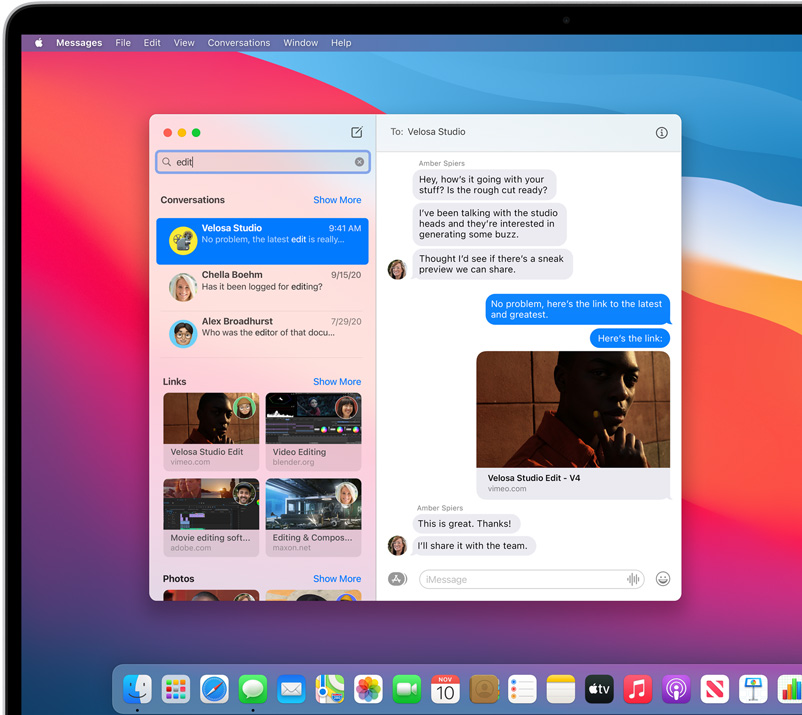 Messages File Edit View Conversations Window Help
edit
Conversations Show More
Velosa Studio 9:41 AM
No problem, the latest edit is really...
Chella Boehm 9/15/20
Has it been logged for editing?
Alex Broadhurst 7/29/20
Who was the editor of that docu...
Links Show More
Velosa Studio Edit
vimeo.com
Video Editing
blender.org
Movie editing soft...
adobe.com
Editing & Compos...
maxon.net
Photos Show More
To: Velosa Studio
Amber Spiers
Hey, how's it going with your
stuff? Is the rough cut ready?
I've been talking with the studio
heads and they're interested in
generating some buzz.
Thought I'd see if there's a sneak
preview we can share.
No problem, here's the link to the latest
and greatest.
Here's the link:
Velosa Studio Edit - V4
vimeo.com
Amber Spiers
This is great. Thanks!
I'll share it with the team.
iMessage
NOV
10
tv